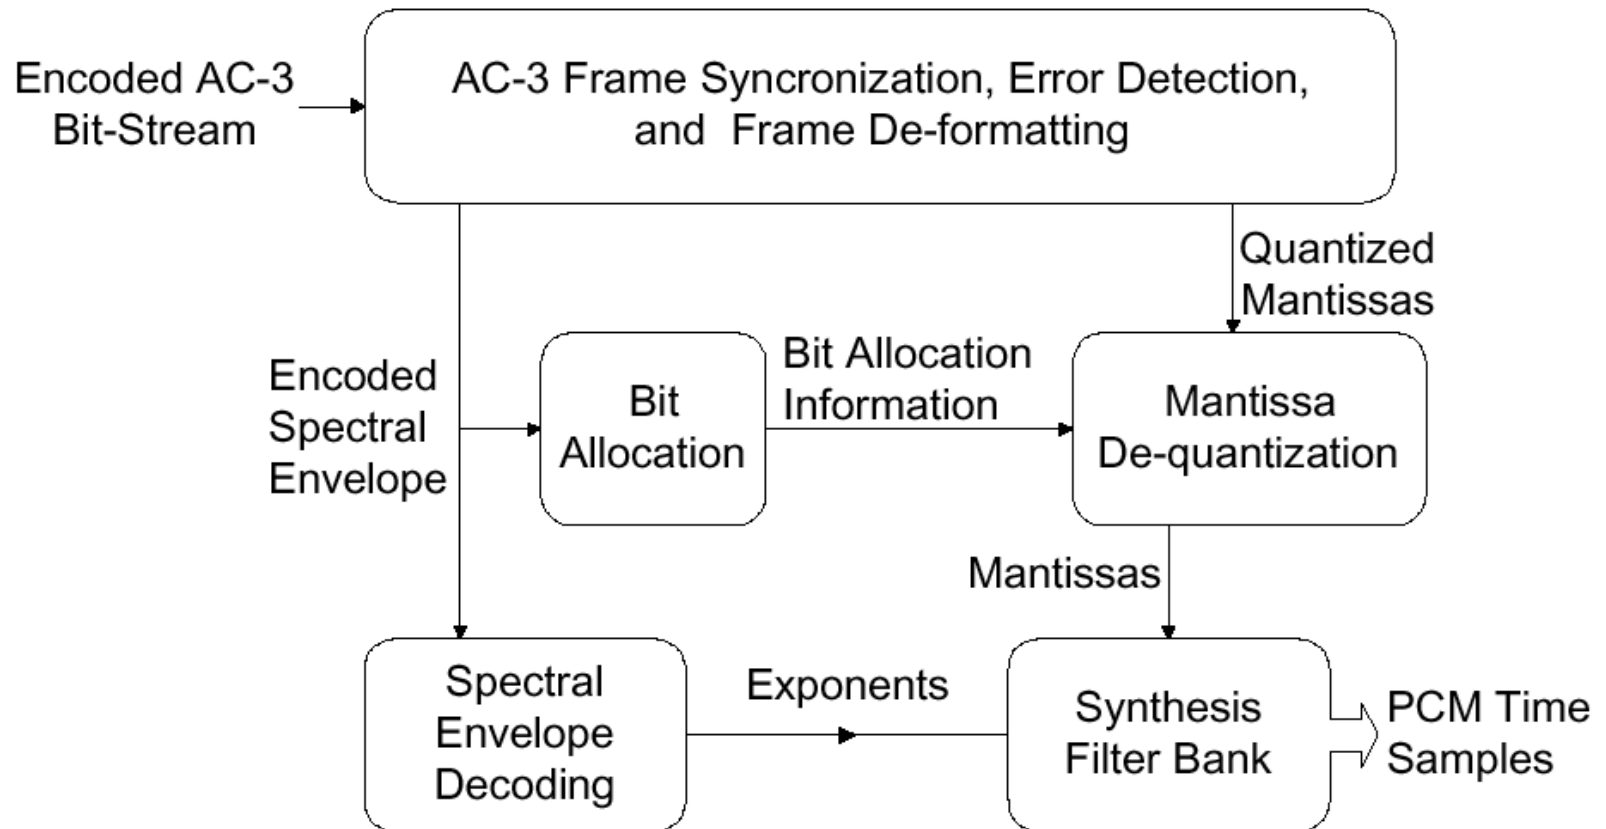 Encoded AC-3
Bit-Stream
AC-3 Frame Syncronization, Error Detection,
and Frame De-formatting
Quantized
Mantissas
Encoded
Spectral
Envelope
Bit
Allocation
Bit Allocation
Information
Mantissa
De-quantization
Mantissas
Spectral
Envelope
Decoding
Exponents
Synthesis
Filter Bank
PCM Time
Samples